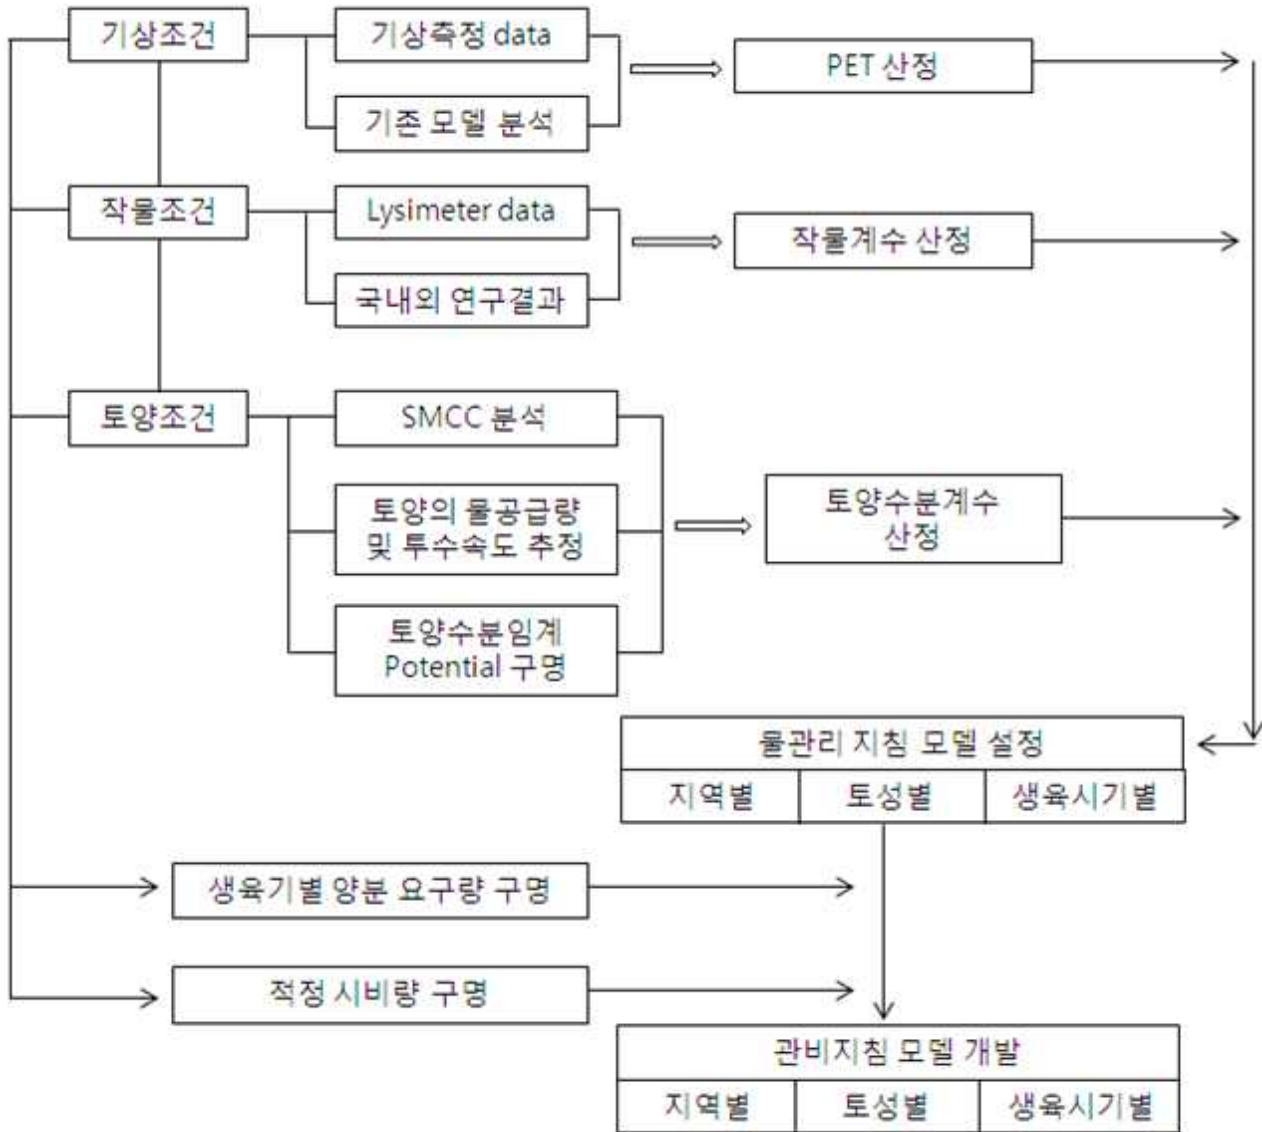 기상조건
기상측정 data
기존 모델 분석
PET 산정
작물조건
Lysimeter data
국내외 연구결과
작물계수 산정
토양조건
SMCC 분석
토양의 물공급량
및 투수속도 추정
토양수분임계
Potential 구명
토양수분계수
산정
물관리 지침 모델 설정
지역별 토성별 생육시기별
생육기별 양분 요구량 구명
적정 시비량 구명
관비지침 모델 개발
지역별 토성별 생육시기별